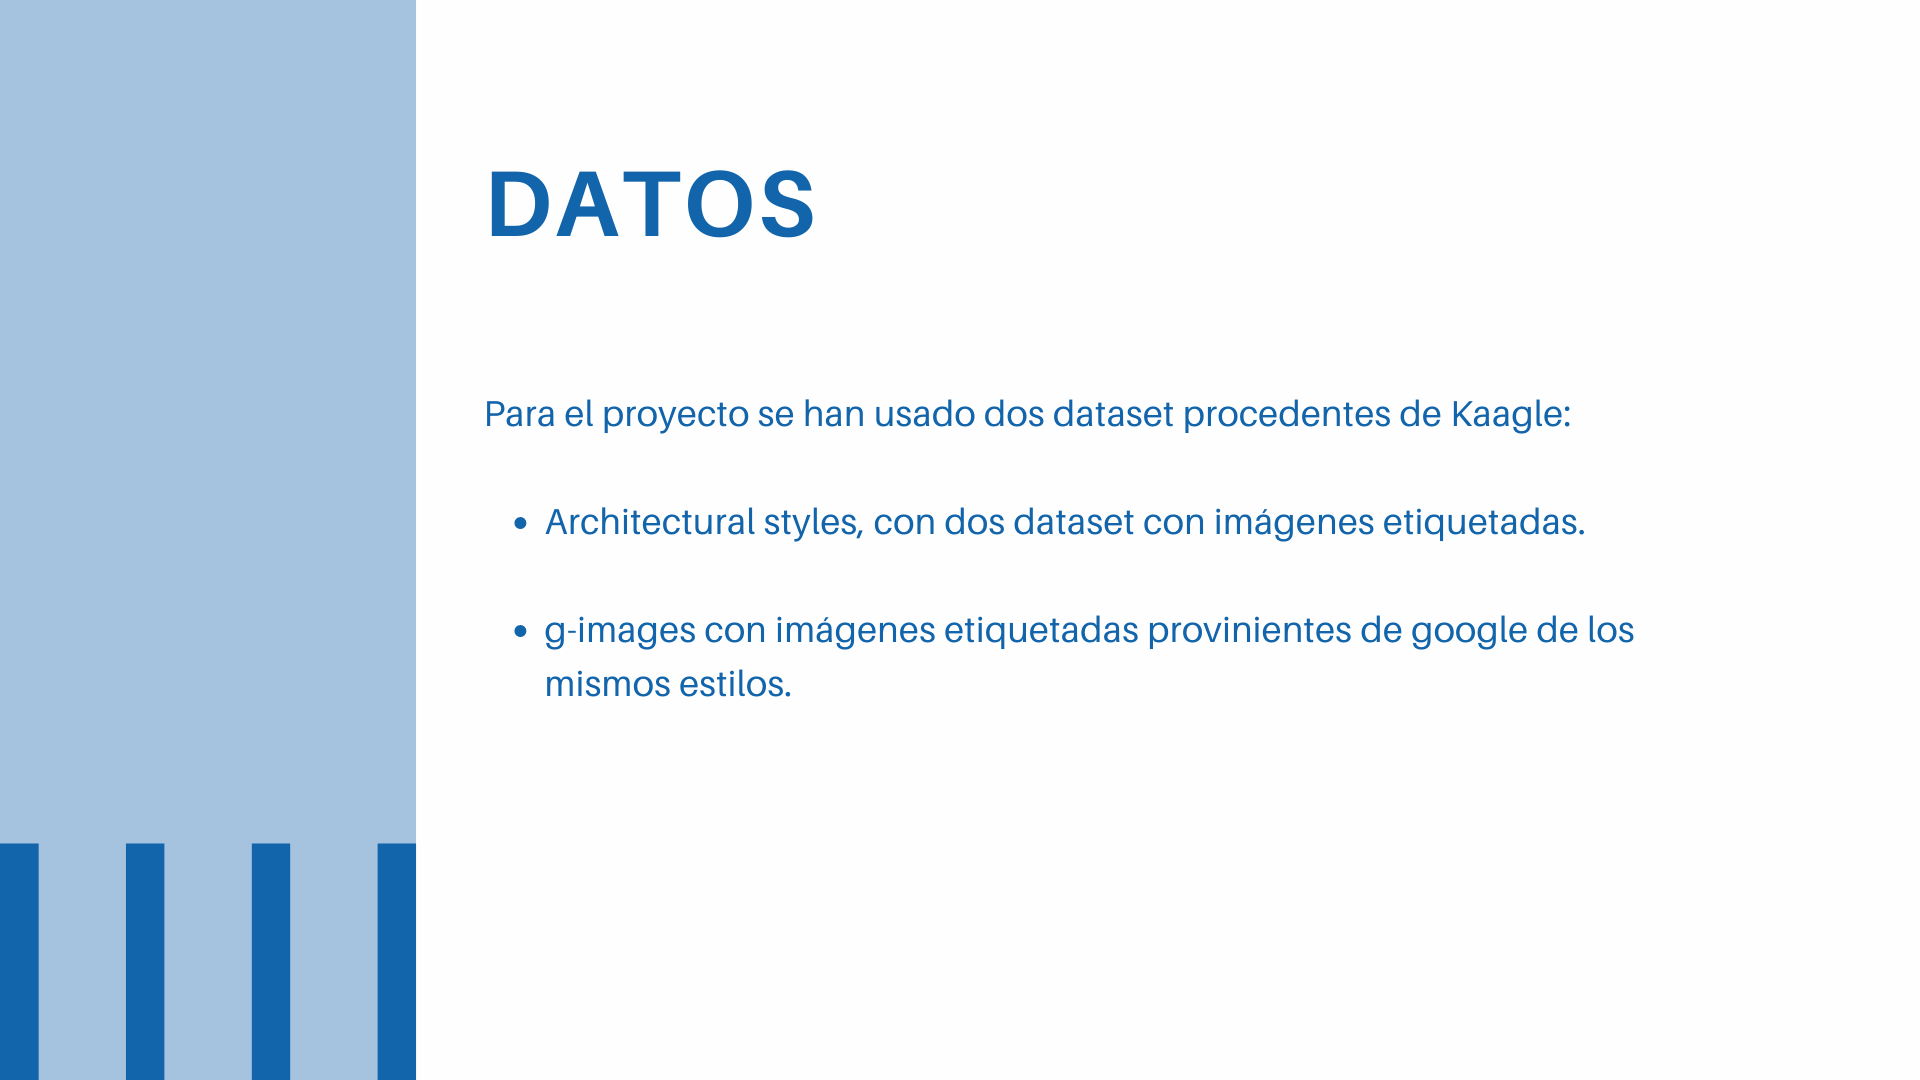 DATOS
Para el proyecto se han usado dos dataset procedentes de Kaagle:
• Architectural styles, con dos dataset con imágenes etiquetadas.
• g-images con imágenes etiquetadas provinientes de google de los
mismos estilos.